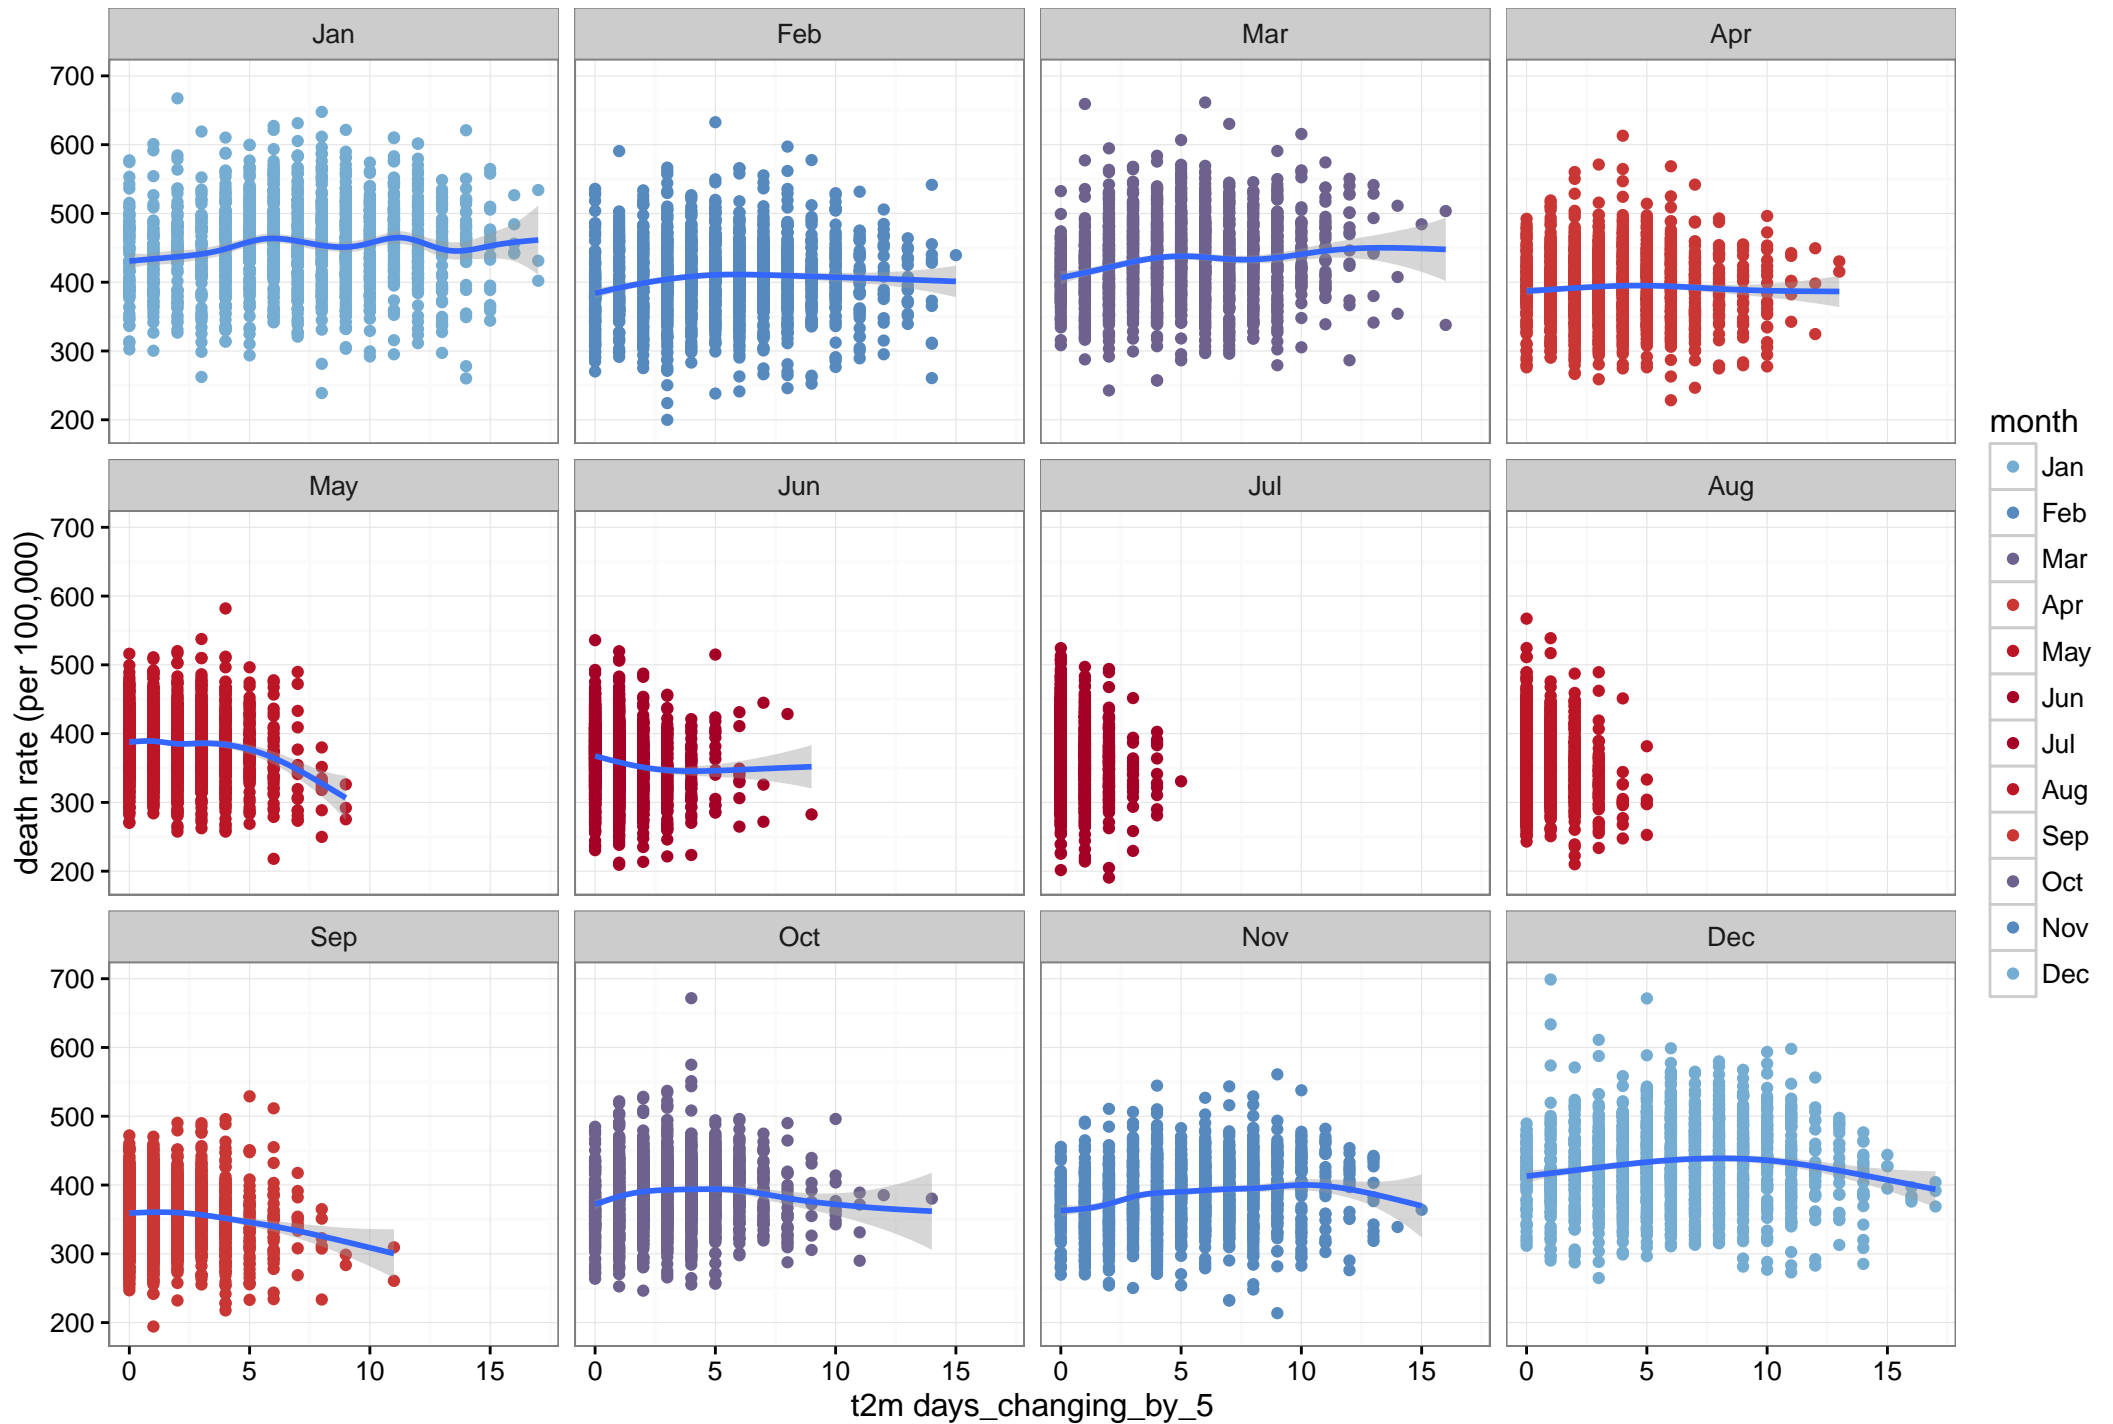 Jan Feb Mar Apr
700
600
500
400
300
200
May Jun Jul Aug
700
600
500
400
300
200
Sep Oct Nov Dec
700
600
500
400
300
200
0 5 10 15 0 5 10 15 0 5 10 15 0 5 10 15
t2m days_changing_by_5
death rate (per 100,000)
month
Jan
Feb
Mar
Apr
May
Jun
Jul
Aug
Sep
Oct
Nov
Dec